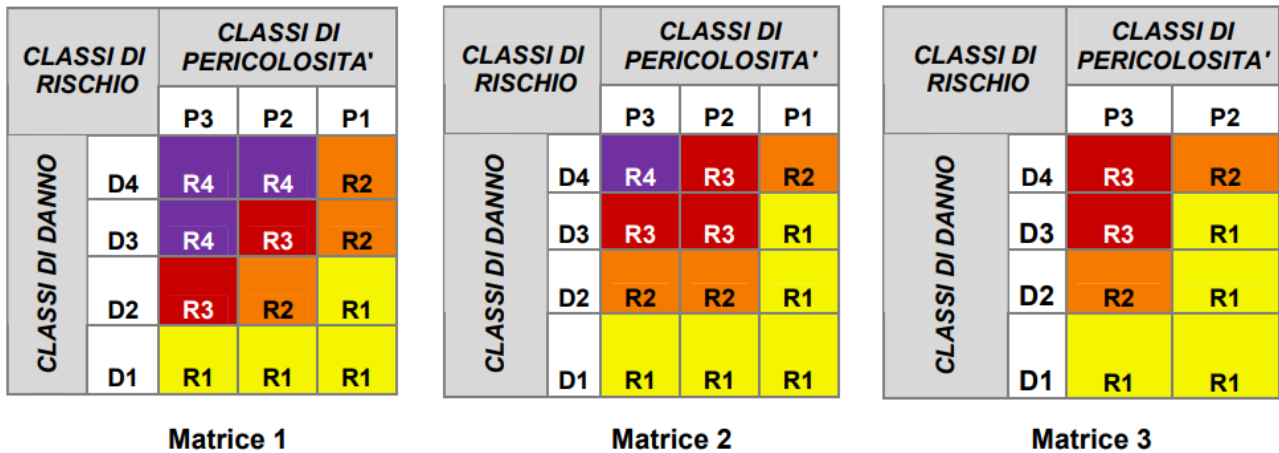 CLASSI DI RISCHIO
CLASSI DI PERICOLOSITA'
P3 P2 P1
CLASSI DI DANNO
D4 R4 R4 R2
D3 R4 R3 R2
D2 R3 R2 R1
D1 R1 R1 R1
Matrice 1
CLASSI DI RISCHIO
CLASSI DI PERICOLOSITA'
P3 P2 P1
CLASSI DI DANNO
D4 R4 R3 R2
D3 R3 R3 R1
D2 R2 R2 R1
D1 R1 R1 R1
Matrice 2
CLASSI DI RISCHIO
CLASSI DI PERICOLOSITA'
P3 P2
CLASSI DI DANNO
D4 R3 R2
D3 R3 R1
D2 R2 R1
D1 R1 R1
Matrice 3